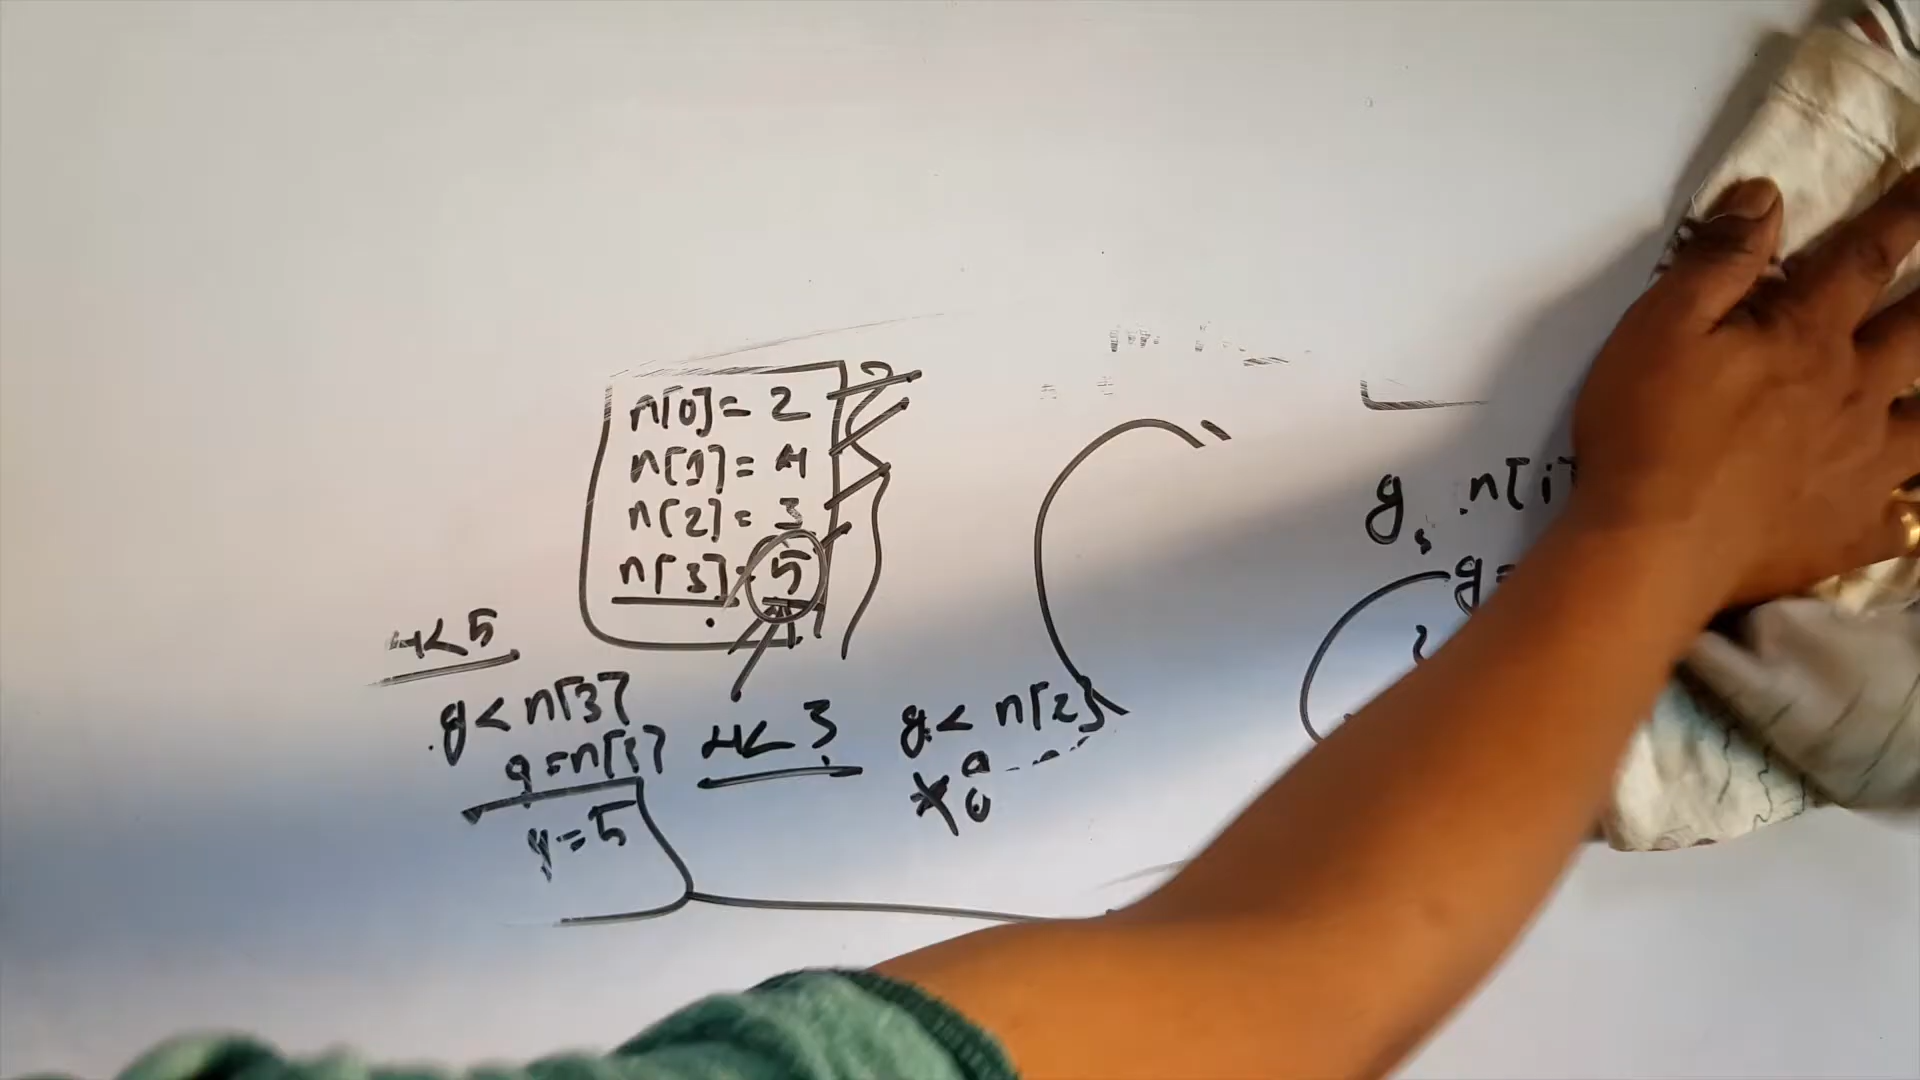 n[0]= 2
n[1]= 4
n[2]= 3
n[3]=5
4<5
g< n[3]
g=n[3]
g=5
4< 3
g< n[2]
g n[i]
g=